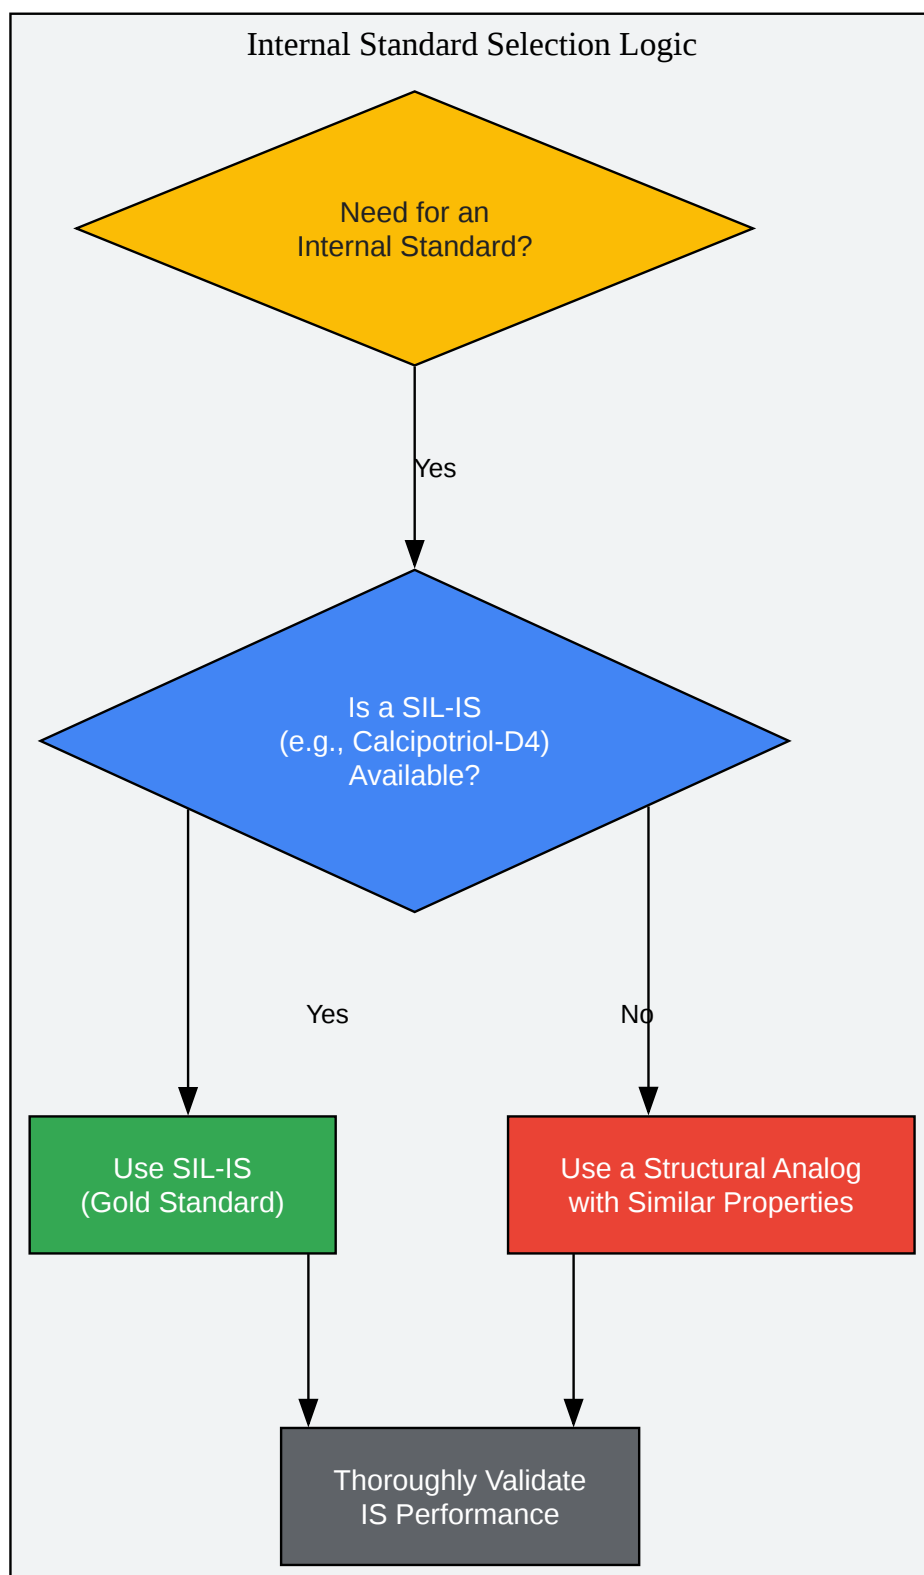 Internal Standard Selection Logic
Need for an
Internal Standard?
Yes
Is a SIL-IS
(e.g., Calcipotriol-D4)
Available?
Yes
No
Use SIL-IS
(Gold Standard)
Use a Structural Analog
with Similar Properties
Thoroughly Validate
IS Performance